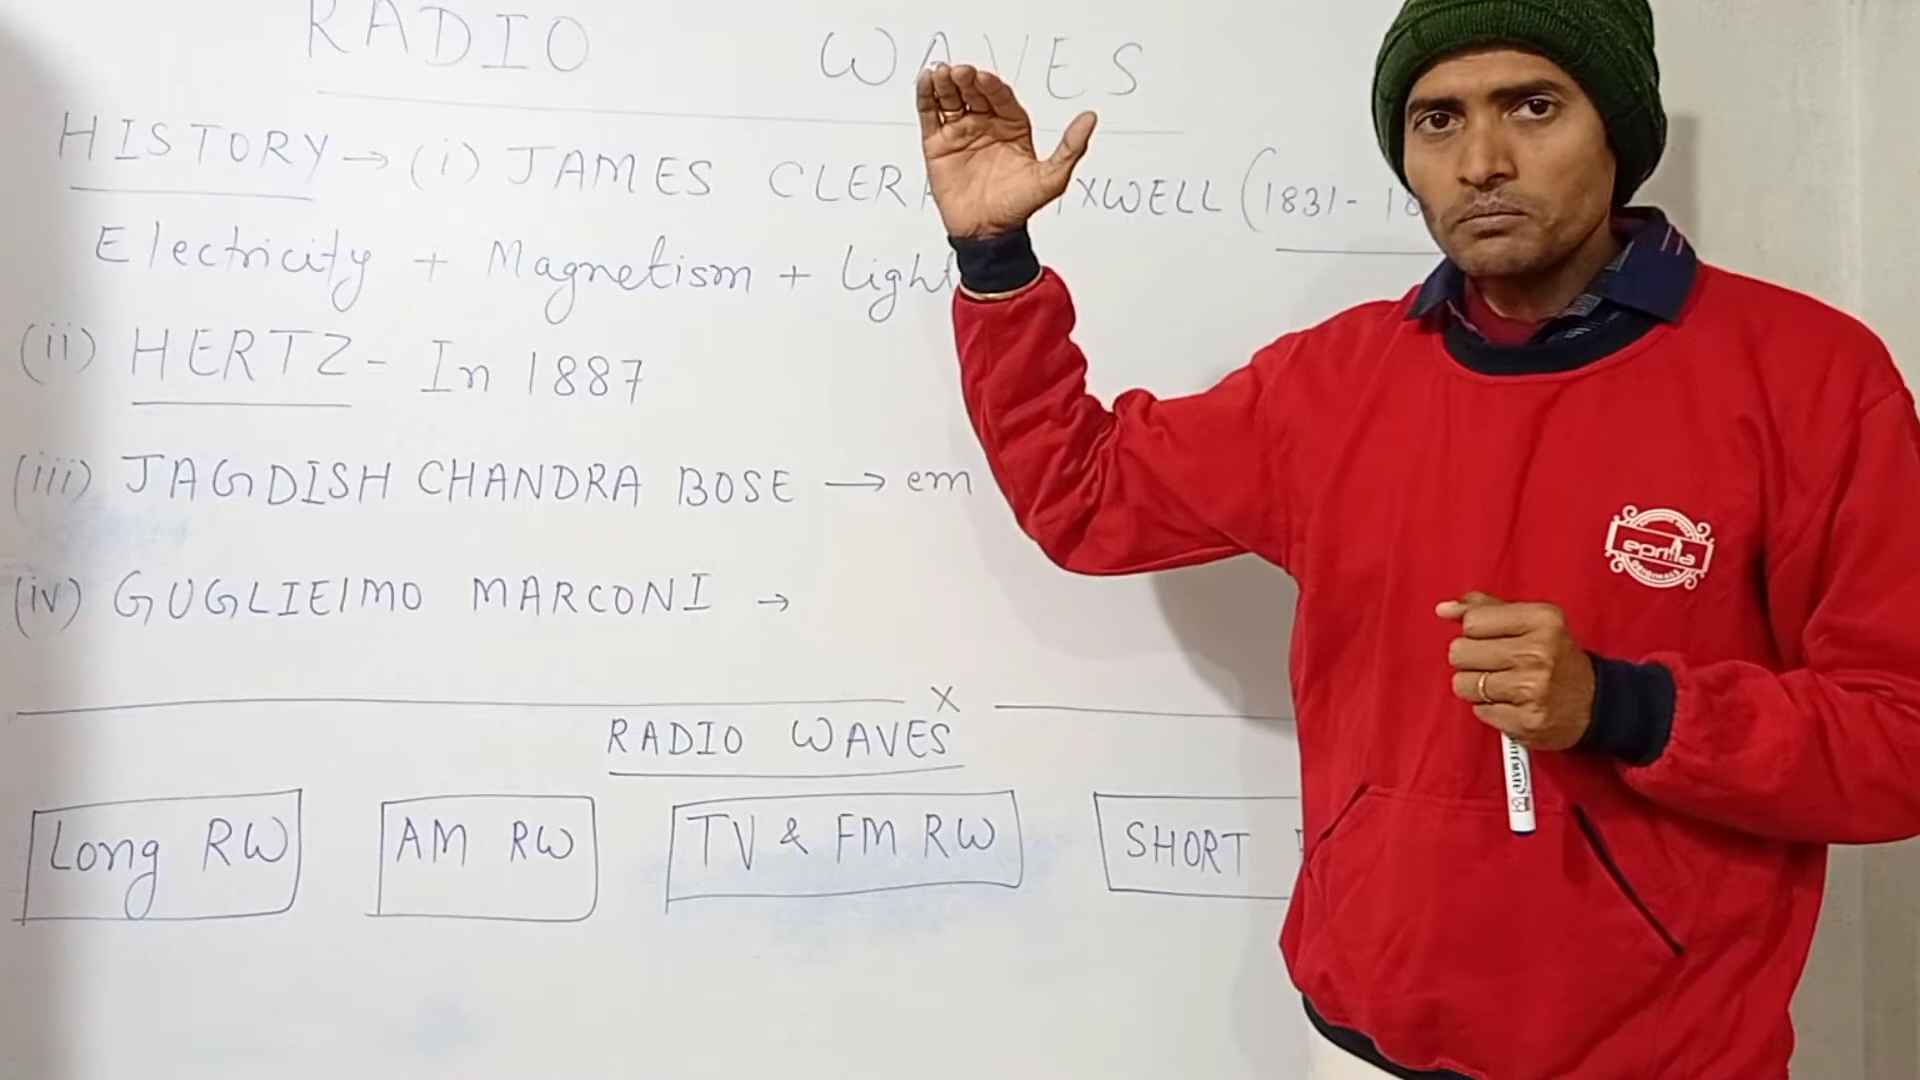 RADIO WAVES
HISTORY → (i) JAMES CLER XWELL (1831- 18
Electricity + Magnetism + Light
(ii) HERTZ - In 1887
(iii) JAGDISH CHANDRA BOSE → em
(iv) GUGLIEIMO MARCONI →
x
RADIO WAVES
Long RW
AM RW
TV & FM RW
SHORT
ORIGINALS